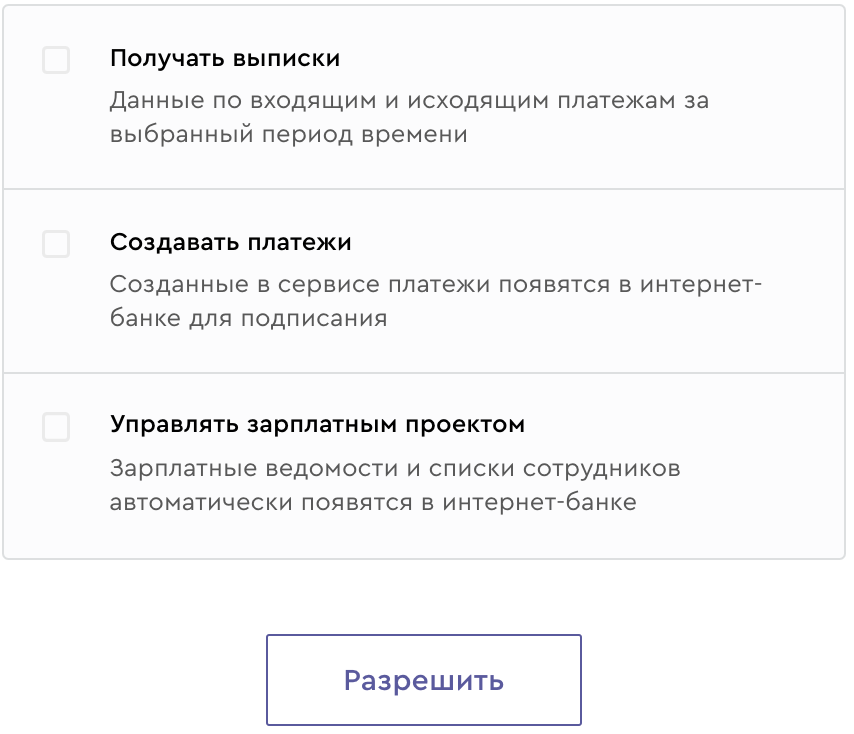 Получать выписки
Данные по входящим и исходящим платежам за
выбранный период времени
Создавать платежи
Созданные в сервисе платежи появятся в интернет-
банке для подписания
Управлять зарплатным проектом
Зарплатные ведомости и списки сотрудников
автоматически появятся в интернет-банке
Разрешить